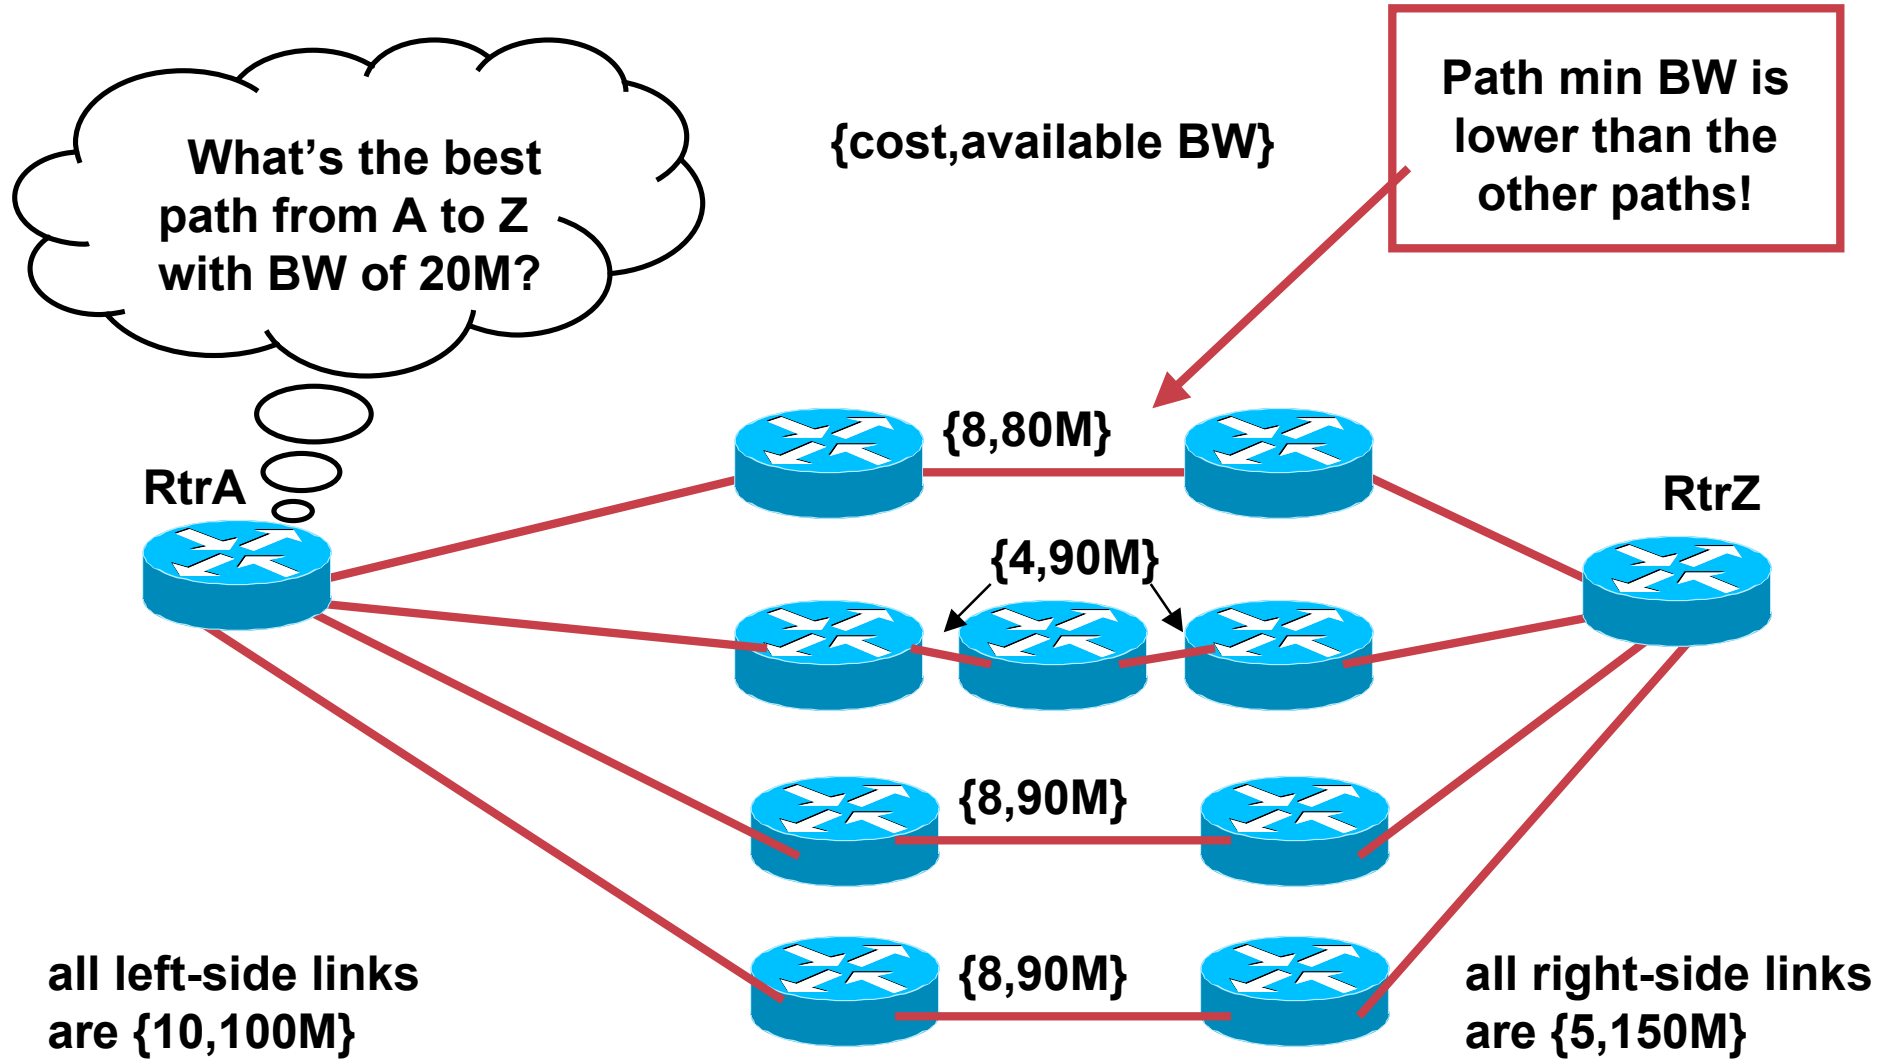 What’s the best
path from A to Z
with BW of 20M?
{cost,available BW}
Path min BW is
lower than the
other paths!
{8,80M}
RtrA
RtrZ
{4,90M}
{8,90M}
{8,90M}
all left-side links
are {10,100M}
all right-side links
are {5,150M}